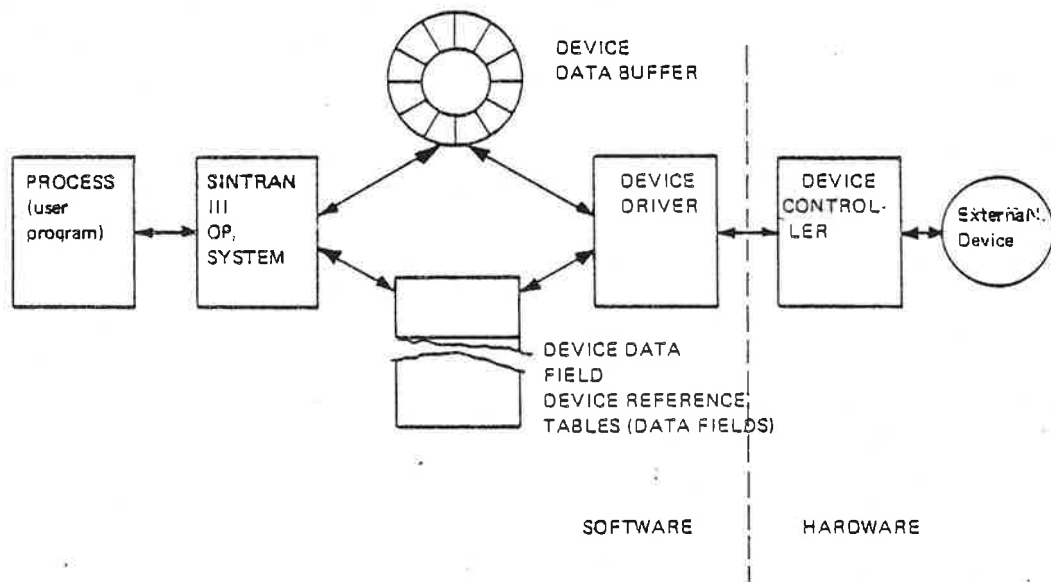 DEVICE
DATA BUFFER
PROCESS
(user
program)
SINTRAN
III
OP,
SYSTEM
DEVICE
DRIVER
DEVICE
CONTROL-
LER
External.
Device
DEVICE DATA
FIELD
DEVICE REFERENCE
TABLES (DATA FIELDS)
SOFTWARE
HARDWARE